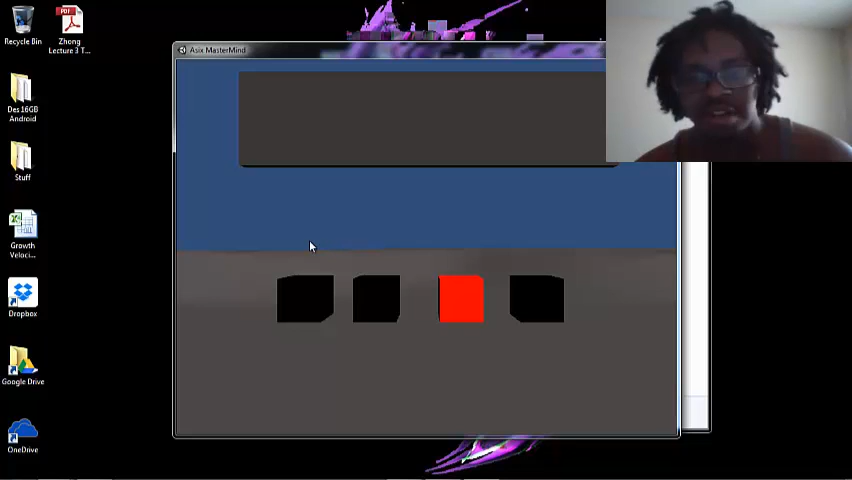 Recycle Bin
Zhong
Lecture 3 T...
Asix MasterMind
Des 16GB
Android
Stuff
Growth
Veloci...
Dropbox
Google Drive
OneDrive